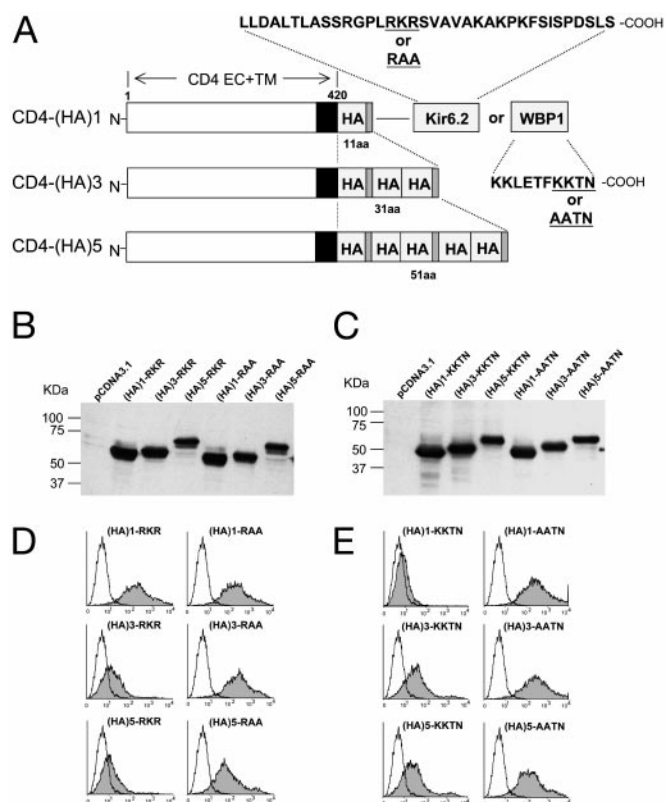 A
LLDALTLASSRGPLRKRSVAVAKAKPKFSISPDSLS -COOH
or
RAA
CD4 EC+TM
1
420
CD4-(HA)1 N HA Kir6.2 or WBP1
11aa
KKLETFKKTN -COOH
or
AATN
CD4-(HA)3 N HA HA HA
31aa
CD4-(HA)5 N HA HA HA HA HA
51aa
B
pCDNA3.1 (HA)1-RKR (HA)3-RKR (HA)5-RKR (HA)1-RAA (HA)3-RAA (HA)5-RAA
KDa
100
75
50
37
C
pCDNA3.1 (HA)1-KKTN (HA)3-KKTN (HA)5-KKTN (HA)1-AATN (HA)3-AATN (HA)5-AATN
KDa
100
75
50
37
D
(HA)1-RKR (HA)1-RAA
(HA)3-RKR (HA)3-RAA
(HA)5-RKR (HA)5-RAA
E
(HA)1-KKTN (HA)1-AATN
(HA)3-KKTN (HA)3-AATN
(HA)5-KKTN (HA)5-AATN